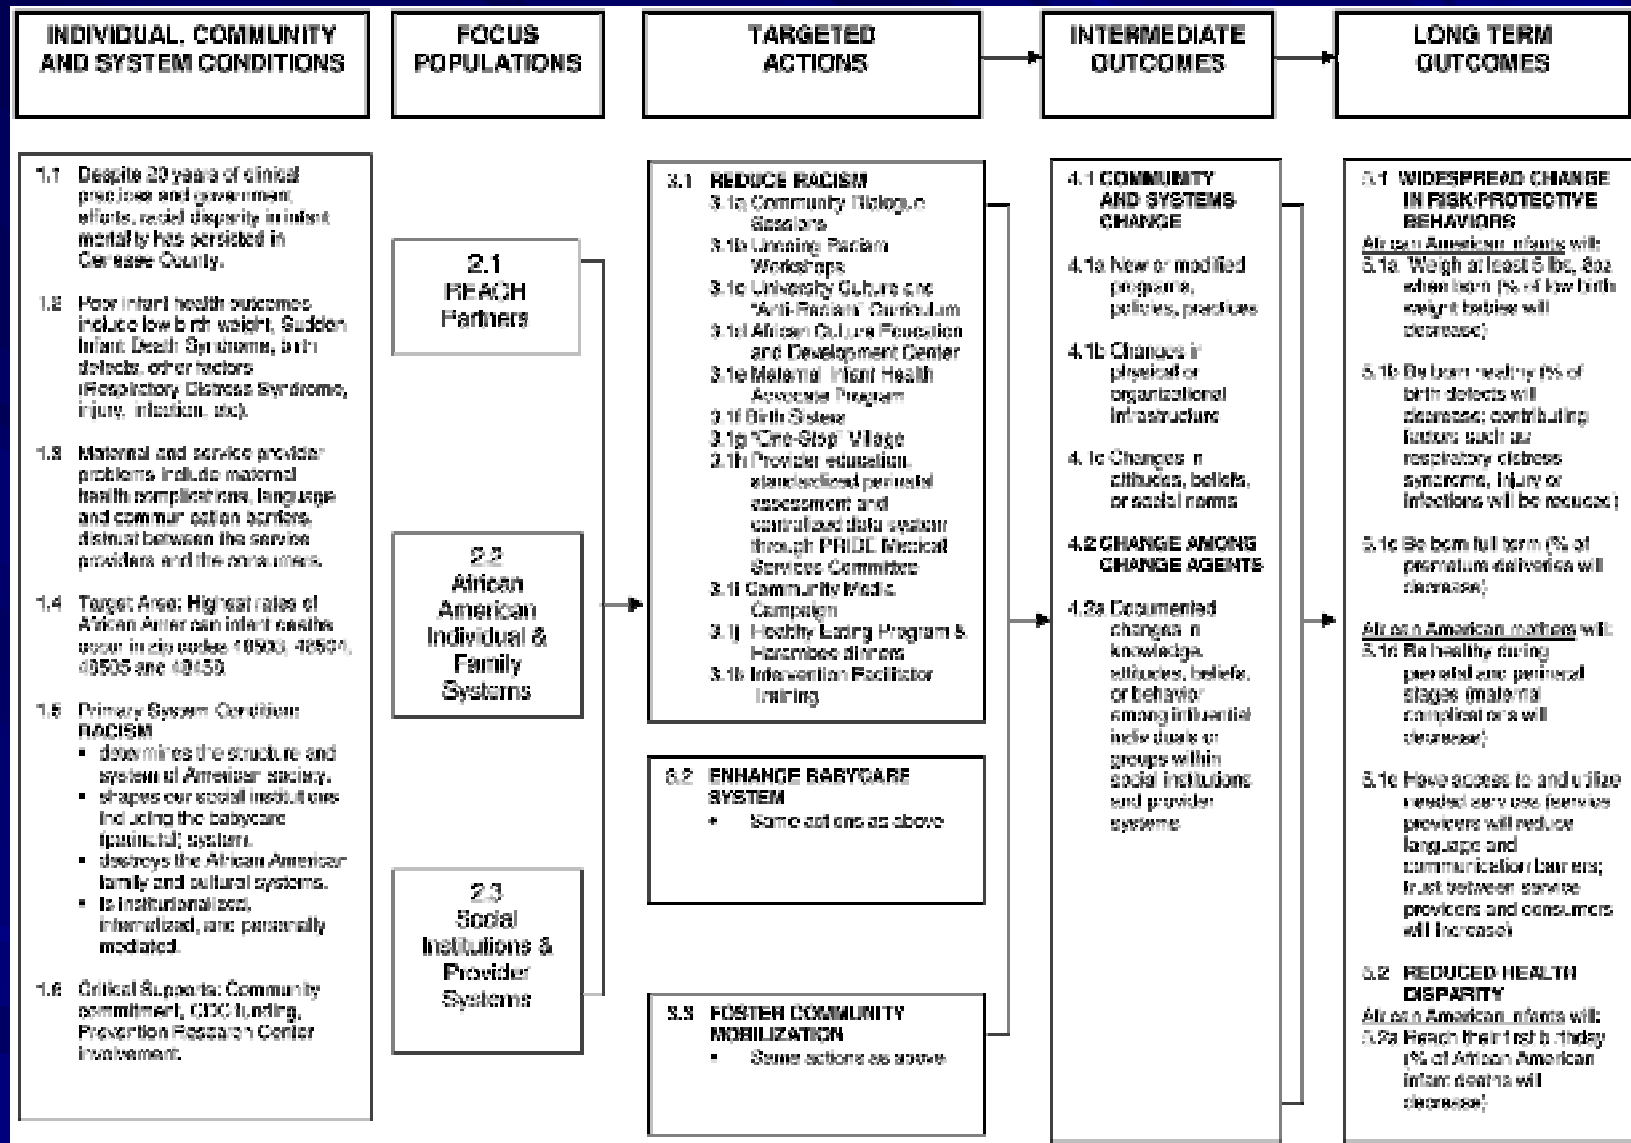 INDIVIDUAL, COMMUNITY
AND SYSTEM CONDITIONS
FOCUS
POPULATIONS
TARGETED
ACTIONS
INTERMEDIATE
OUTCOMES
LONG TERM
OUTCOMES
1.1 Despite 20 years of clinical
practices and government
efforts, racial disparity in infant
mortality has persisted in
Genesee County.
1.2 Poor infant health outcomes
include low birth weight, Sudden
Infant Death Syndrome, birth
defects, other factors
(Respiratory Distress Syndrome,
injury, infection, etc).
1.3 Maternal and service provider
problems include maternal
health complications, language
and communication barriers,
distrust between the service
providers and the consumers.
1.4 Target Area: Highest rates of
African American infant deaths
occur in zip codes
1.5 Primary System Condition:
RACISM
• determines the structure and
system of American society.
• shapes our social institutions
including the babycare
(perinatal) system.
• destroys the African American
family and cultural systems.
• is institutionalized,
internalized, and personally
mediated.
1.6 Critical Supports: Community
commitment, CDC funding,
Prevention Research Center
involvement.
2.1
REACH
Partners
2.2
African
American
Individual &
Family
Systems
2.3
Social
Institutions &
Provider
Systems
3.1 REDUCE RACISM
3.1a Community Dialogue
Sessions
3.1b Undoing Racism
Workshops
3.1c University Culture and
"Anti-Racism" Curriculum
3.1d African Culture Education
and Development Center
3.1e Maternal Infant Health
Advocate Program
3.1f Birth Sisters
3.1g "One-Stop" Village
3.1h Provider education,
standardized perinatal
assessment and
centralized data system
through PRIDE Medical
Services Committee
3.1i Community Media
Campaign
3.1j Healthy Eating Program &
Harambee dinners
3.1k Intervention Facilitator
Training
3.2 ENHANCE BABYCARE
SYSTEM
• Same actions as above
3.3 FOSTER COMMUNITY
MOBILIZATION
• Same actions as above
4.1 COMMUNITY
AND SYSTEMS
CHANGE
4.1a New or modified
programs,
policies, practices
4.1b Changes in
physical or
organizational
infrastructure
4.1c Changes in
attitudes, beliefs,
or social norms
4.2 CHANGE AMONG
CHANGE AGENTS
4.2a Documented
changes in
knowledge,
attitudes, beliefs,
or behavior
among influential
individuals or
groups within
social institutions
and provider
systems
5.1 WIDESPREAD CHANGE
IN RISK/PROTECTIVE
BEHAVIORS
African American infants will:
5.1a Weigh at least 5 lbs, 8oz
when born (% of low birth
weight babies will
decrease)
5.1b Be born healthy (% of
birth defects will
decrease; contributing
factors such as
respiratory distress
syndrome, injury or
infections will be reduced)
5.1c Be born full term (% of
premature deliveries will
decrease)
African American mothers will:
5.1d Be healthy during
prenatal and perinatal
stages (maternal
complications will
decrease)
5.1e Have access to and utilize
needed services (service
providers will reduce
language and
communication barriers;
trust between service
providers and consumers
will increase)
5.2 REDUCED HEALTH
DISPARITY
African American infants will:
5.2a Reach their first birthday
(% of African American
infant deaths will
decrease)